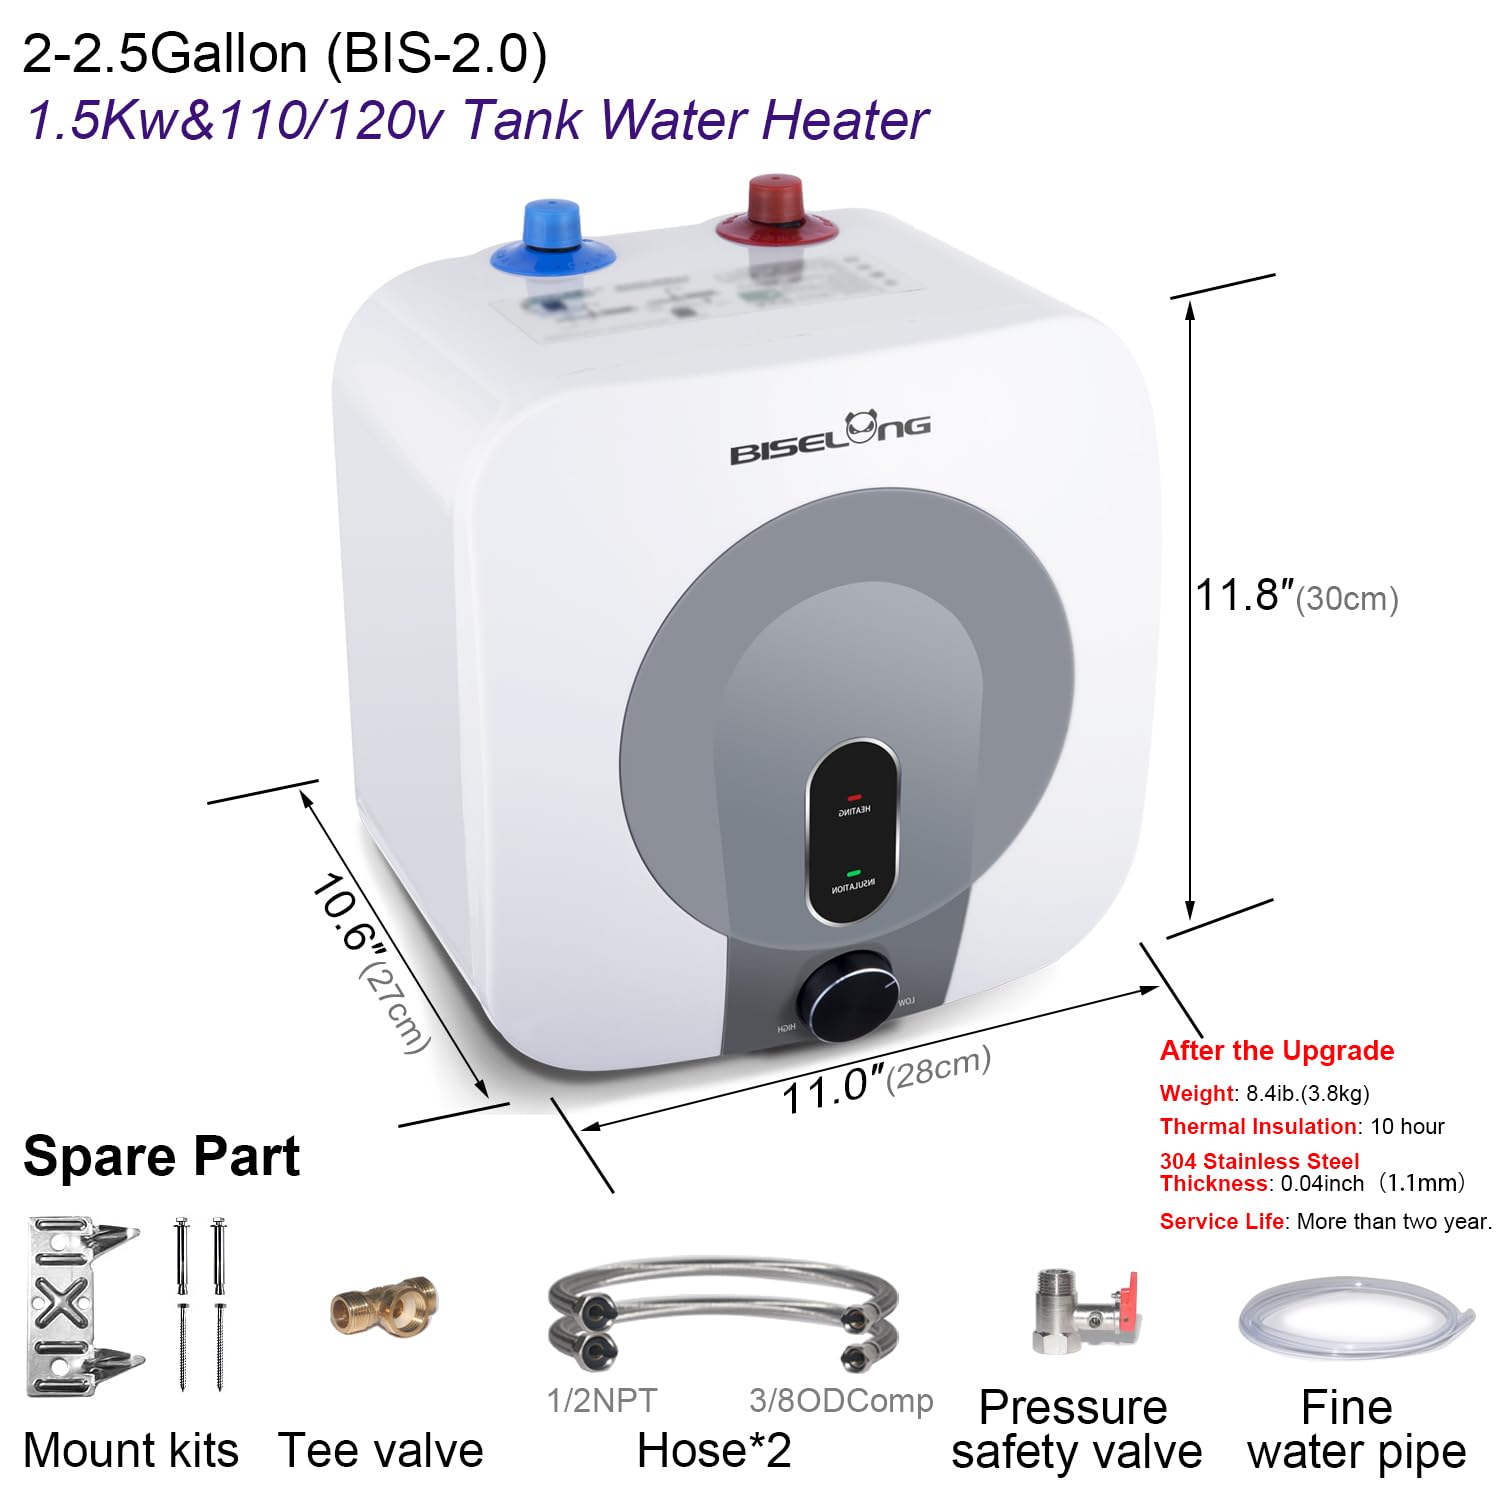 2-2.5Gallon (BIS-2.0)
1.5Kw&110/120v Tank Water Heater
BISELONG
HEATING
INSULATION
LOW
HIGH
11.8″(30cm)
10.6″(27cm)
11.0″(28cm)
After the Upgrade
Weight: 8.4ib.(3.8kg)
Thermal Insulation: 10 hour
304 Stainless Steel
Thickness: 0.04inch（1.1mm）
Service Life: More than two year.
Spare Part
1/2NPT
3/8ODComp
Mount kits
Tee valve
Hose*2
Pressure
safety valve
Fine
water pipe